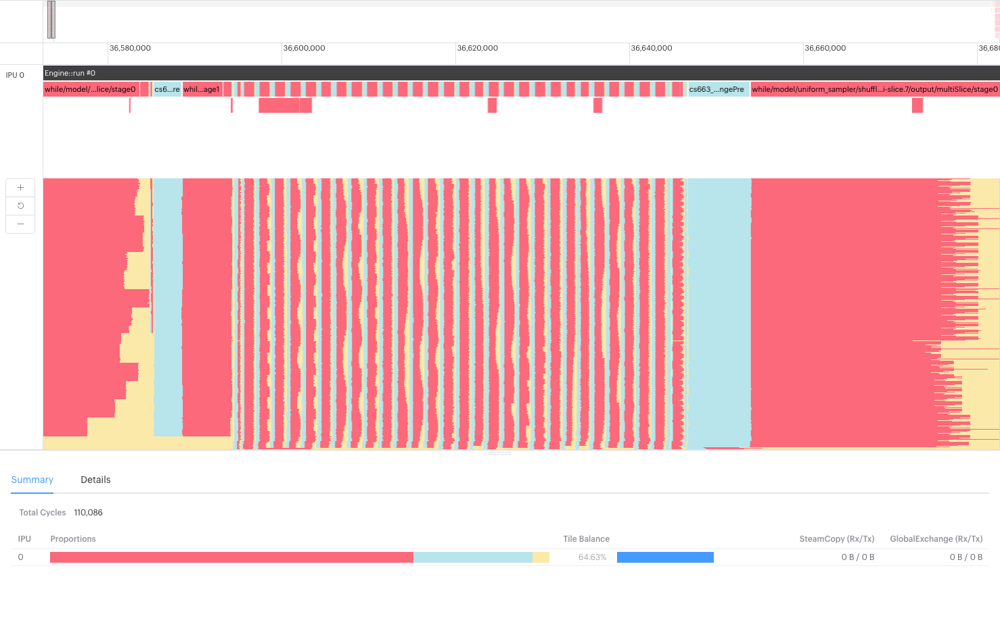 36,580,000 36,600,000 36,620,000 36,640,000 36,660,000 36,680
IPU 0
Engine::run #0
while/model/...lice/stage0 cs6...re whil...age1 cs663_...ngePre while/model/uniform_sampler/shuffl...i-slice.7/output/multiSlice/stage0
+
−
Summary Details
Total Cycles 110,086
IPU Proportions Tile Balance SteamCopy (Rx/Tx) GlobalExchange (Rx/Tx)
0 64.63% 0 B / 0 B 0 B / 0 B